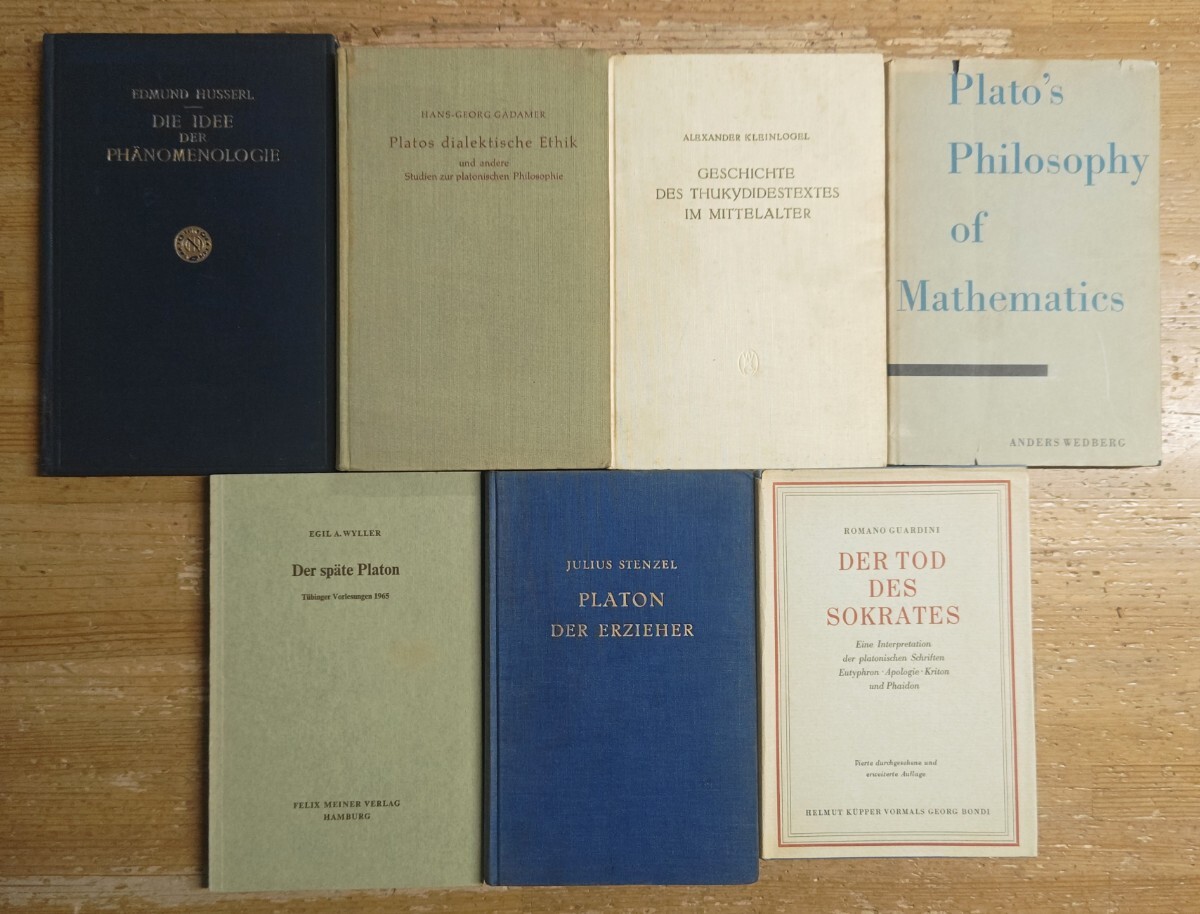 EDMUND HUSSERL
DIE IDEE
DER
PHÄNOMENOLOGIE
HANS-GEORG GADAMER
Platos dialektische Ethik
und andere
Studien zur platonischen Philosophie
ALEXANDER KLEINLOGEL
GESCHICHTE
DES THUKYDIDESTEXTES
IM MITTELALTER
Plato's
Philosophy
of
Mathematics
ANDERS WEDBERG
EGIL A. WYLLER
Der späte Platon
Tübinger Vorlesungen 1965
FELIX MEINER VERLAG
HAMBURG
JULIUS STENZEL
PLATON
DER ERZIEHER
ROMANO GUARDINI
DER TOD
DES
SOKRATES
Eine Interpretation
der platonischen Schriften
Eutyphron · Apologie · Kriton
und Phaidon
Vierte durchgesehene und
erweiterte Auflage
HELMUT KÜPPER VORMALS GEORG BONDI